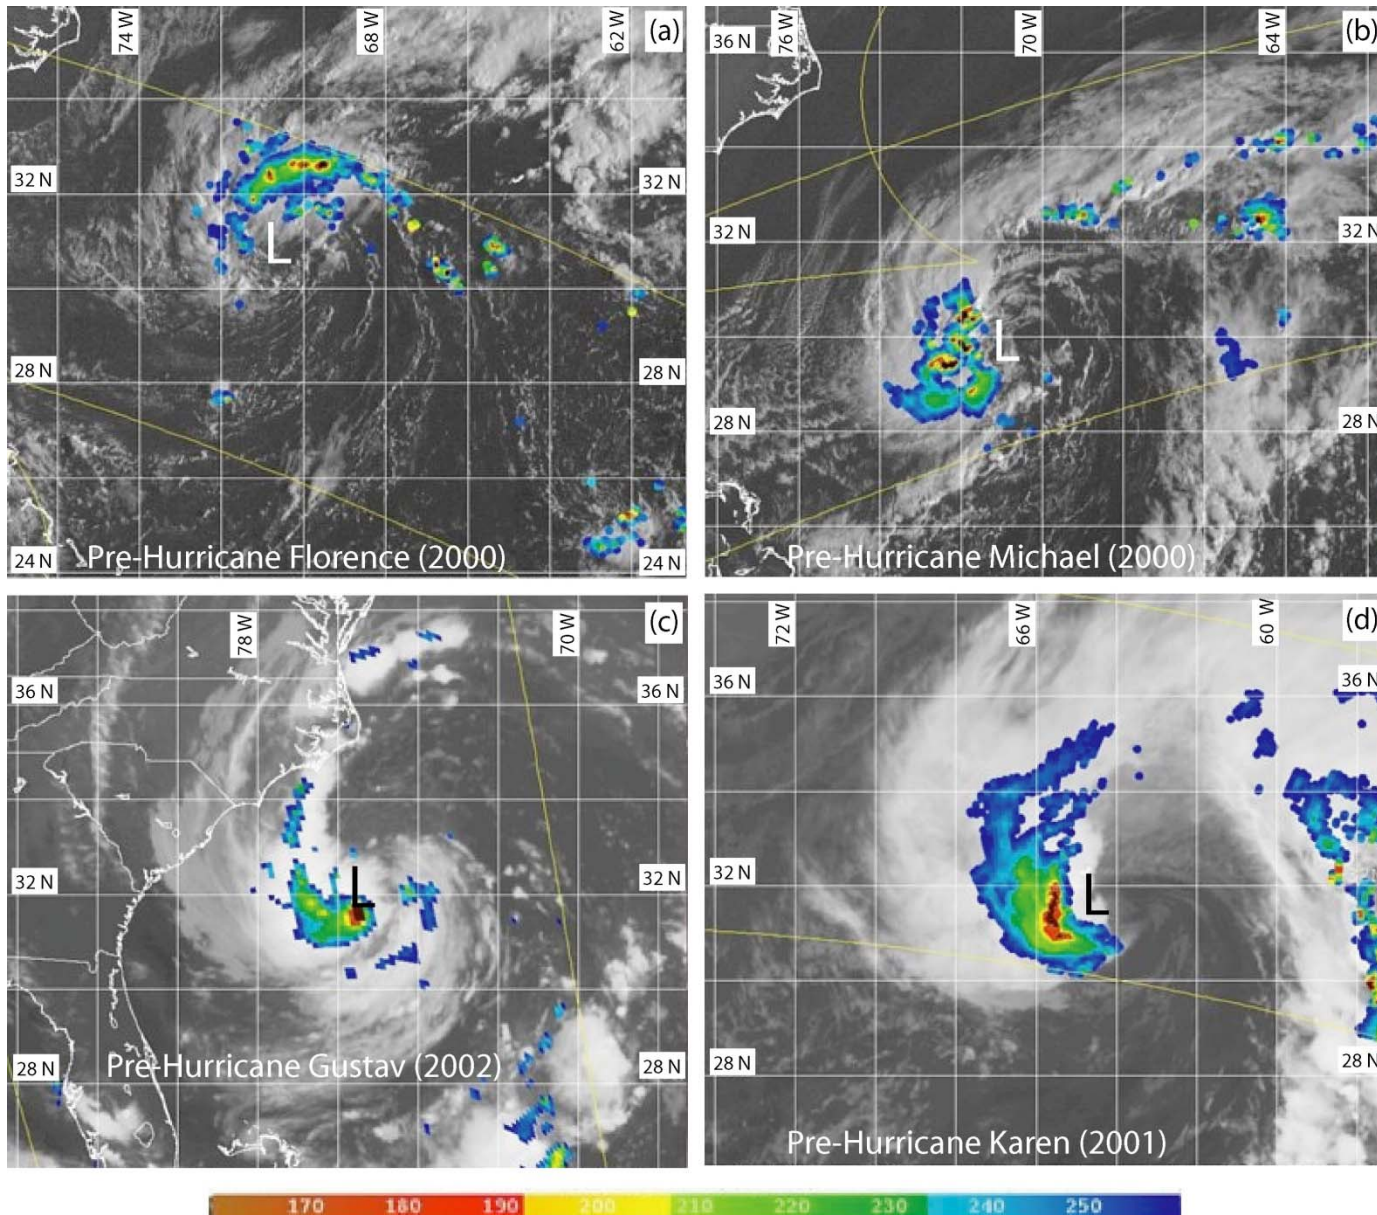 74 W 68 W 62 W (a)
32 N 32 N
L
28 N 28 N
24 N 24 N
Pre-Hurricane Florence (2000)
36 N 76 W 70 W 64 W (b)
32 N 32 N
L
28 N 28 N
Pre-Hurricane Michael (2000)
78 W 70 W (c)
36 N 36 N
32 N 32 N
L
28 N 28 N
Pre-Hurricane Gustav (2002)
72 W 66 W 60 W (d)
36 N 36 N
32 N 32 N
L
28 N 28 N
Pre-Hurricane Karen (2001)
170 180 190 200 210 220 230 240 250